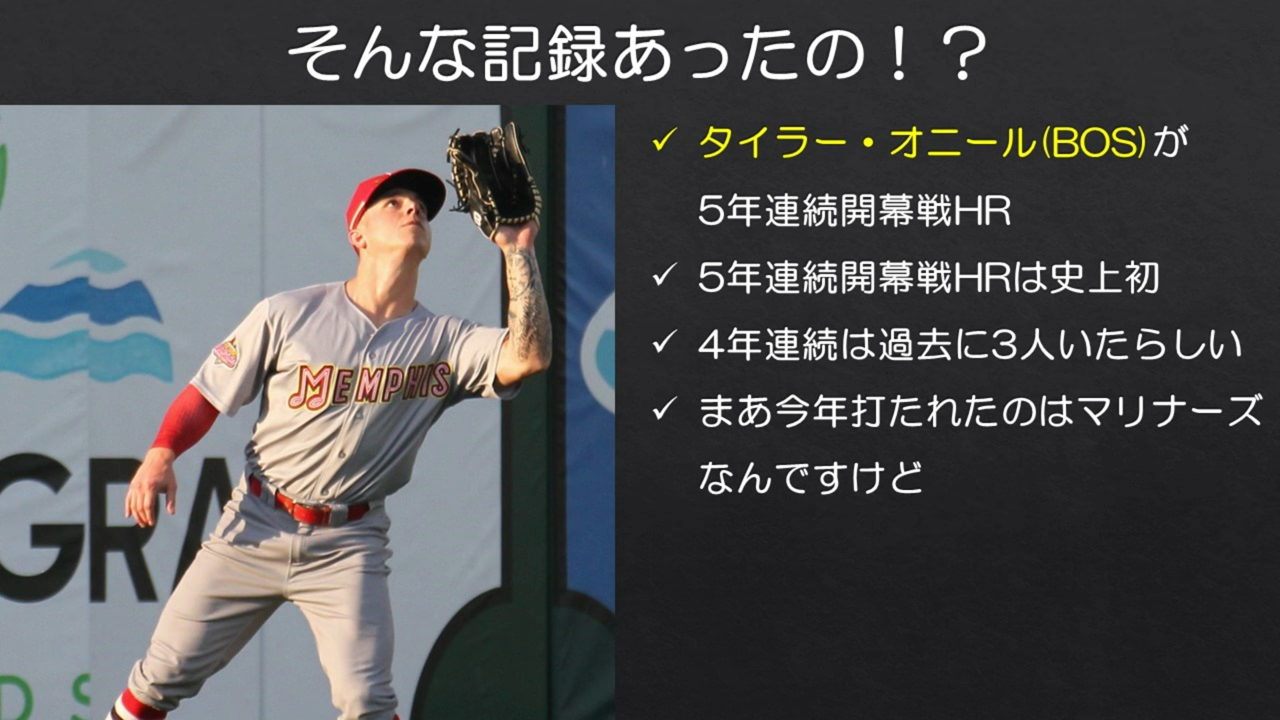 そんな記録あったの！？
✓ タイラー・オニール(BOS)が
5年連続開幕戦HR
✓ 5年連続開幕戦HRは史上初
✓ 4年連続は過去に3人いたらしい
✓ まあ今年打たれたのはマリナーズ
なんですけど
MEMPHIS
GRA
D S